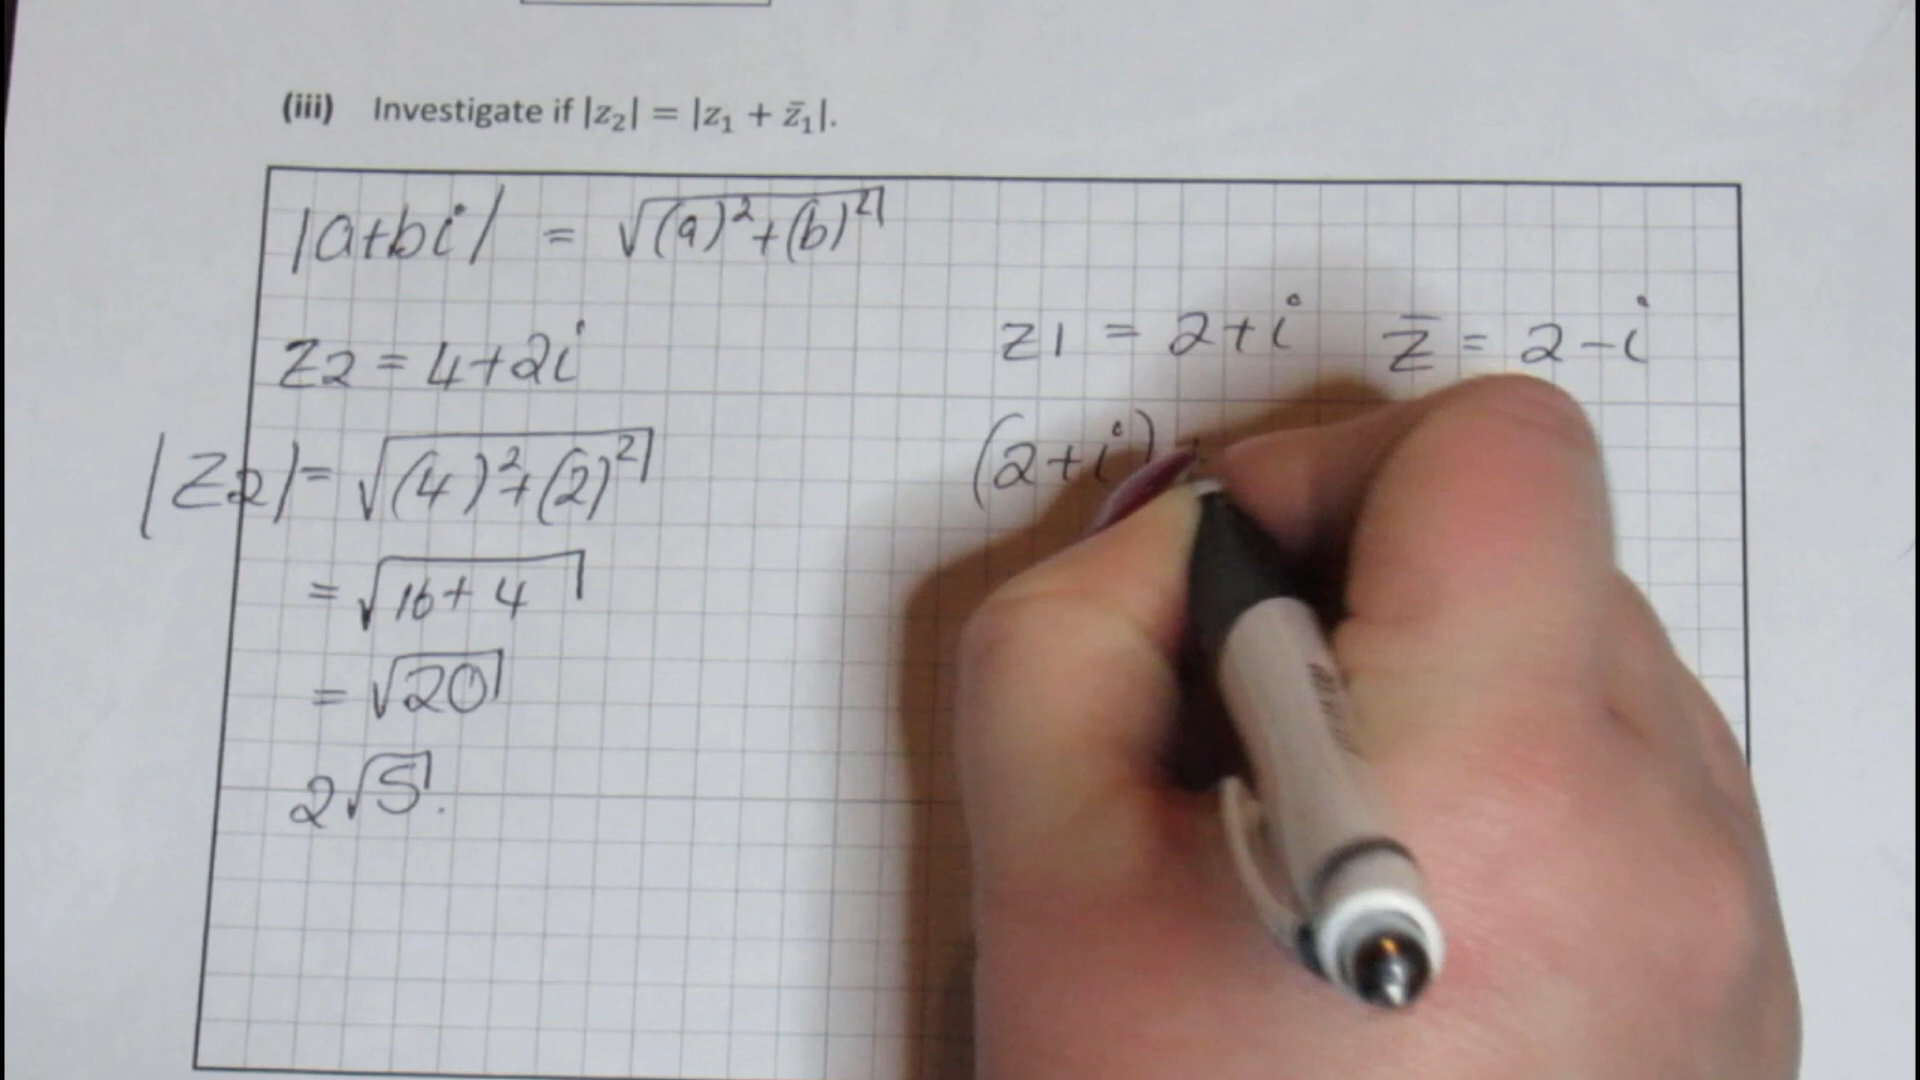 (iii) Investigate if |z₂| = |z₁ + z̄₁|.
|a+bi| = √(a)²+(b)²
z2 = 4+2i
z1 = 2+i z̄ = 2-i
|z2| = √(4)²+(2)²
(2+i) +
= √16+4
= √20
2√5.